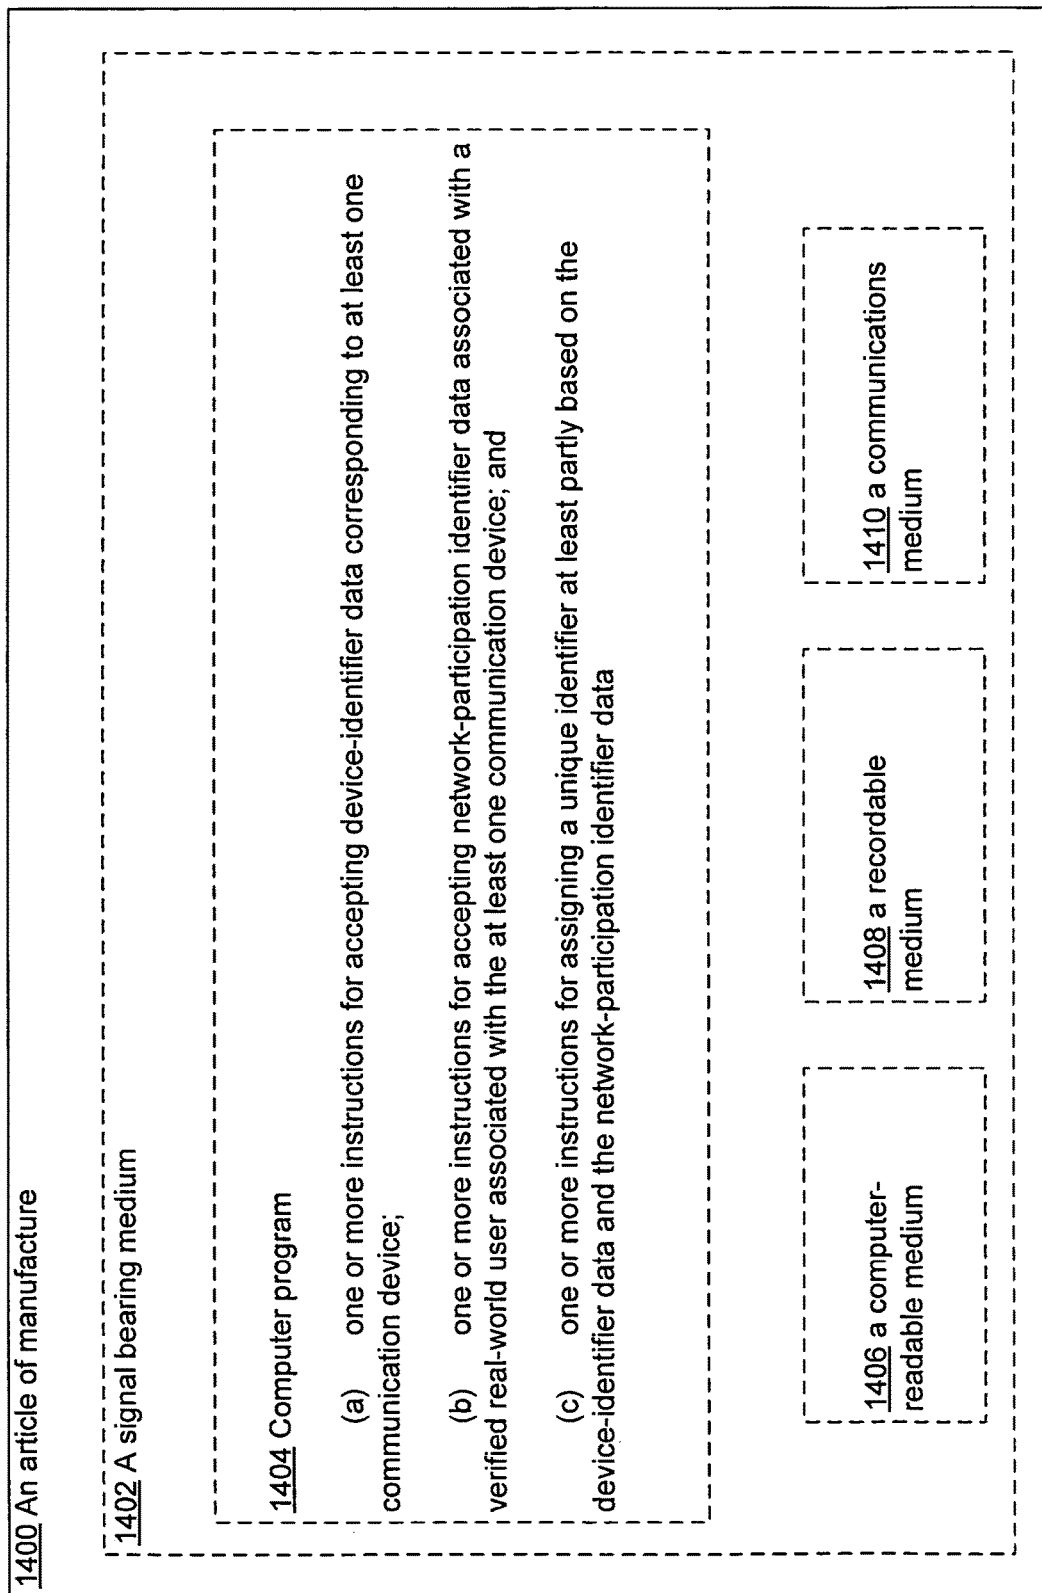 1400 An article of manufacture
1402 A signal bearing medium
1404 Computer program
(a) one or more instructions for accepting device-identifier data corresponding to at least one
communication device;
(b) one or more instructions for accepting network-participation identifier data associated with a
verified real-world user associated with the at least one communication device; and
(c) one or more instructions for assigning a unique identifier at least partly based on the
device-identifier data and the network-participation identifier data
1406 a computer-
readable medium
1408 a recordable
medium
1410 a communications
medium